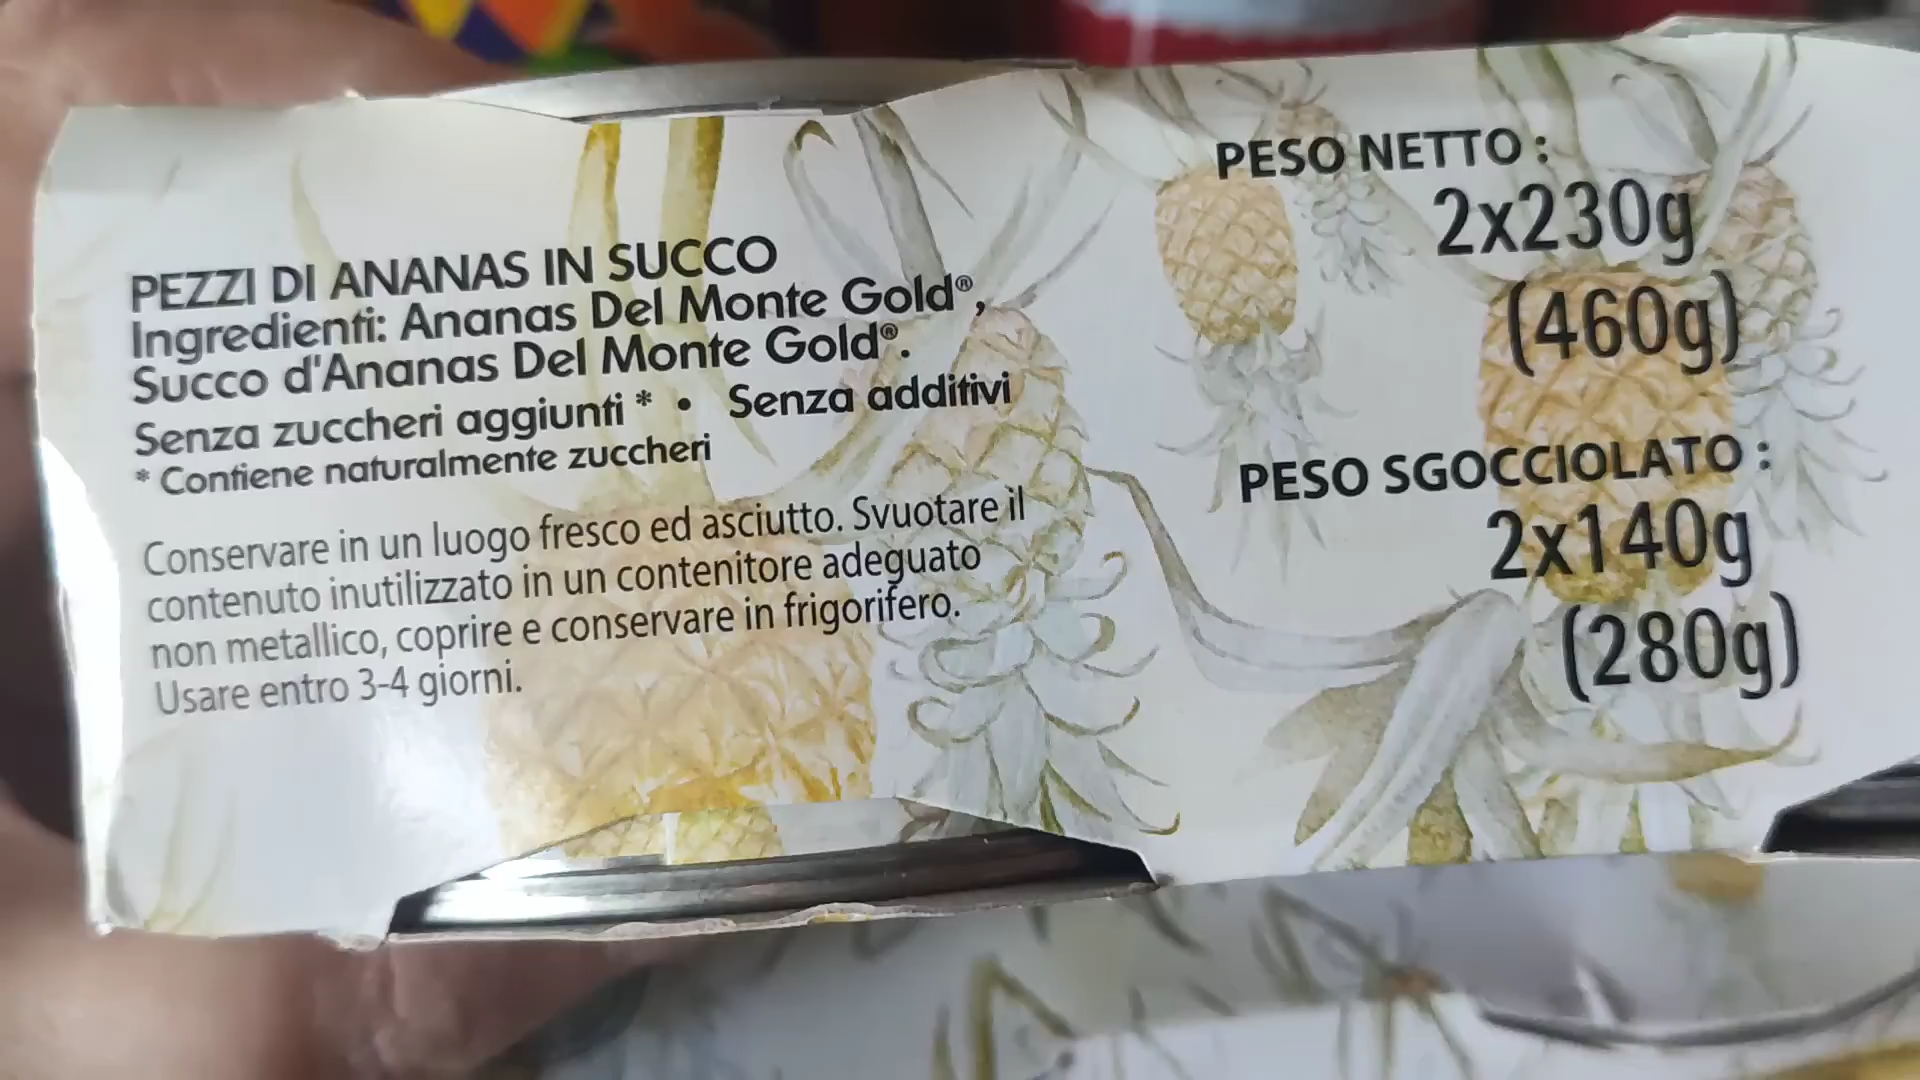 PEZZI DI ANANAS IN SUCCO
Ingredienti: Ananas Del Monte Gold®,
Succo d'Ananas Del Monte Gold®.
Senza zuccheri aggiunti * • Senza additivi
* Contiene naturalmente zuccheri
Conservare in un luogo fresco ed asciutto. Svuotare il
contenuto inutilizzato in un contenitore adeguato
non metallico, coprire e conservare in frigorifero.
Usare entro 3-4 giorni.
PESO NETTO :
2x230g
(460g)
PESO SGOCCIOLATO :
2x140g
(280g)